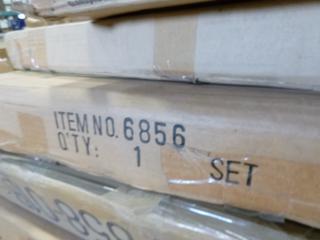 ITEM NO. 6856
Q'TY: 1 SET